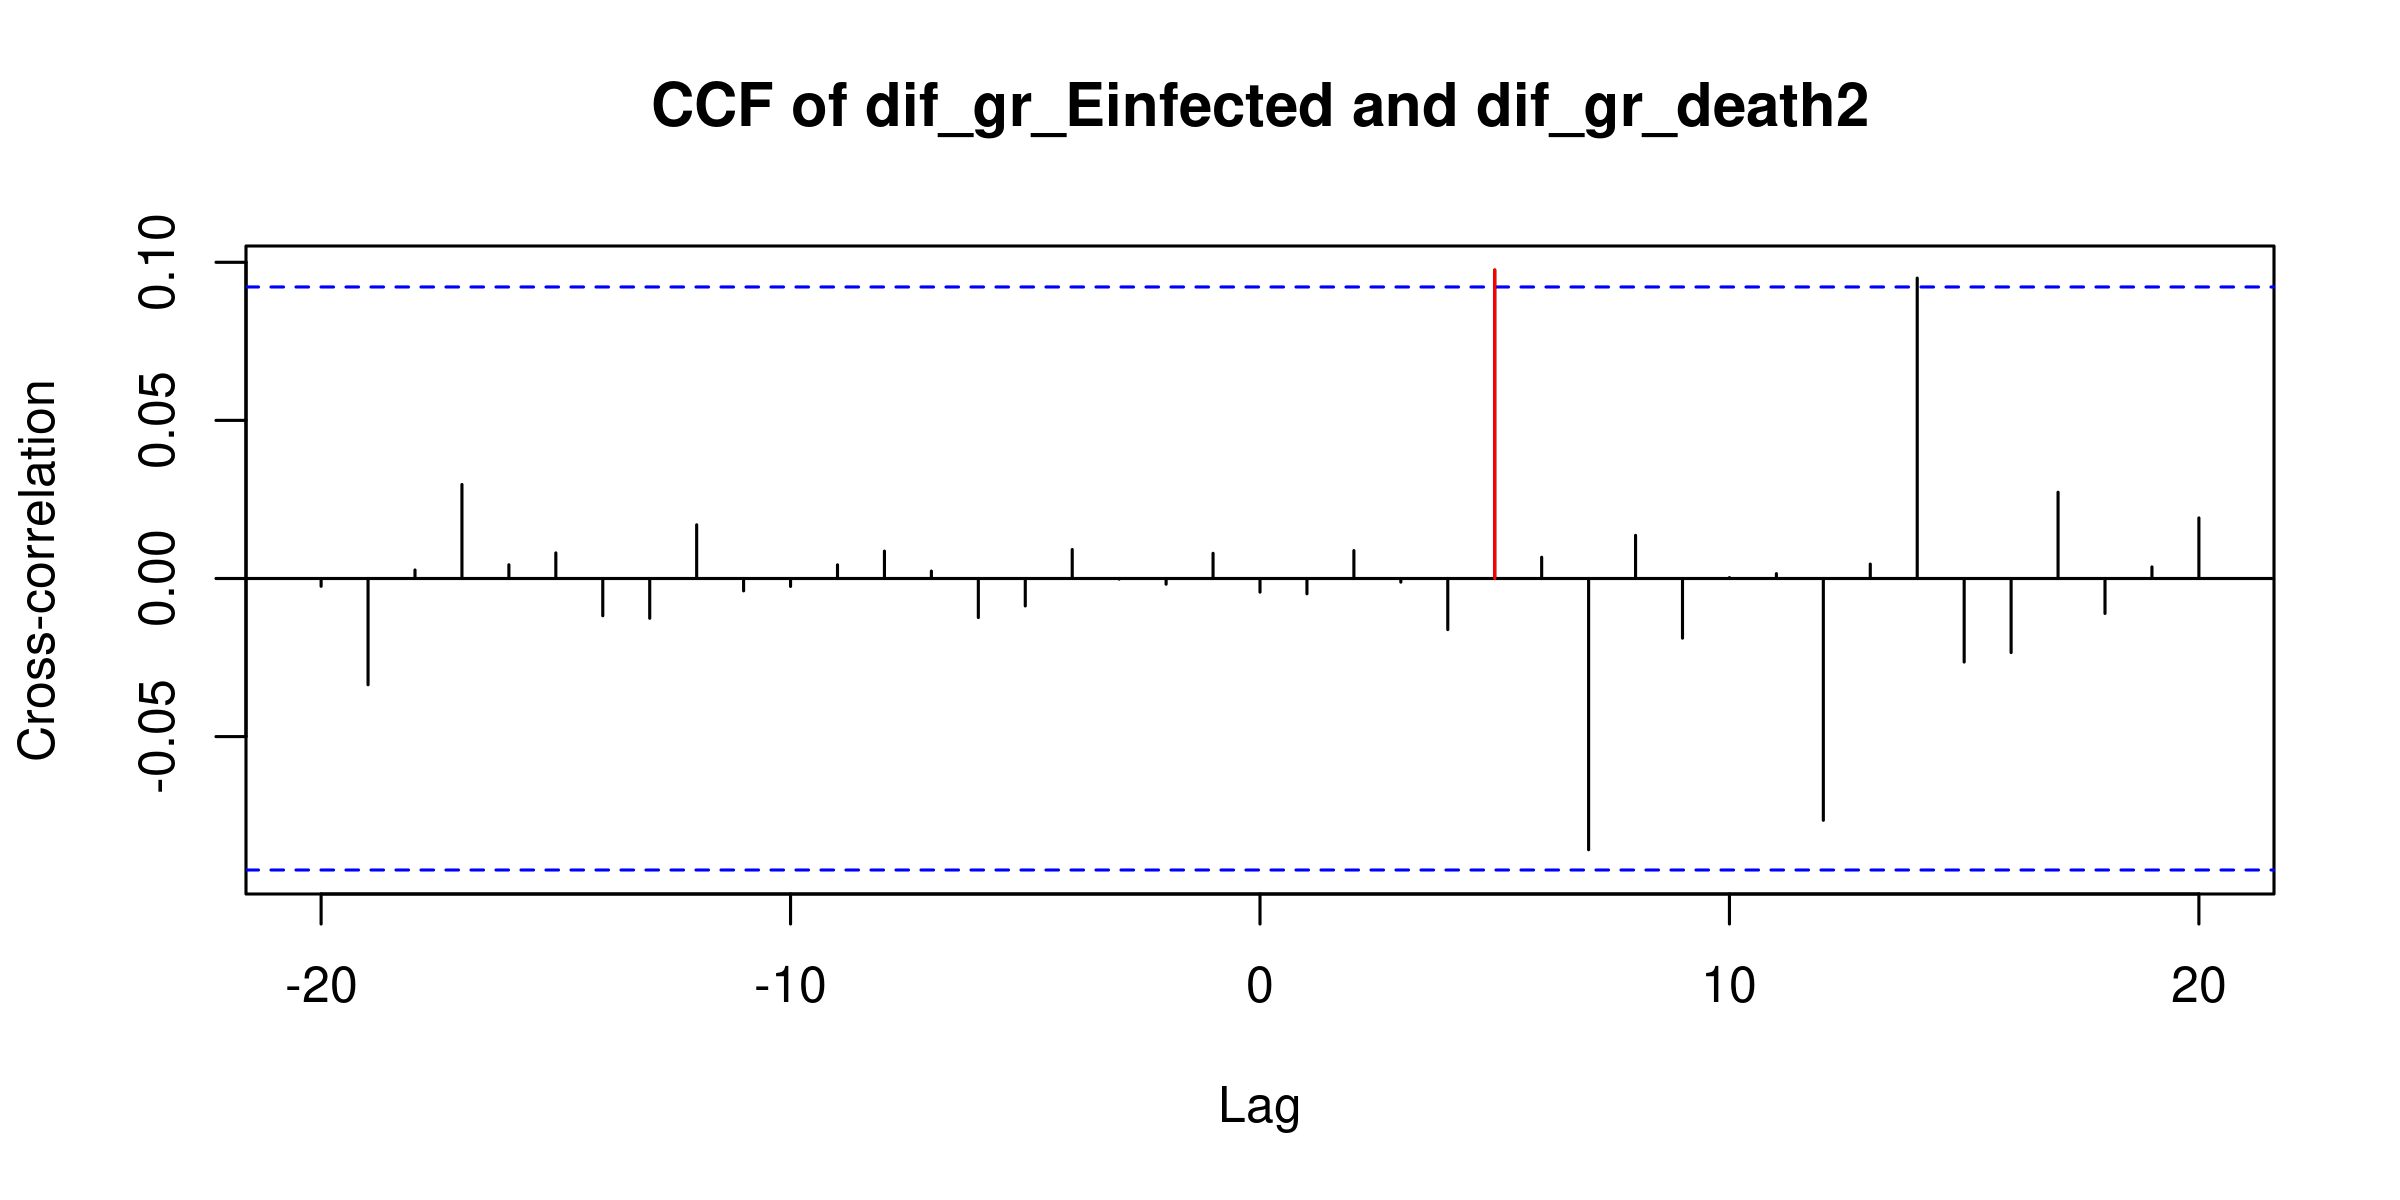 CCF of dif_gr_Einfected and dif_gr_death2
Cross-correlation
0.10
0.05
0.00
-0.05
-20 -10 0 10 20
Lag